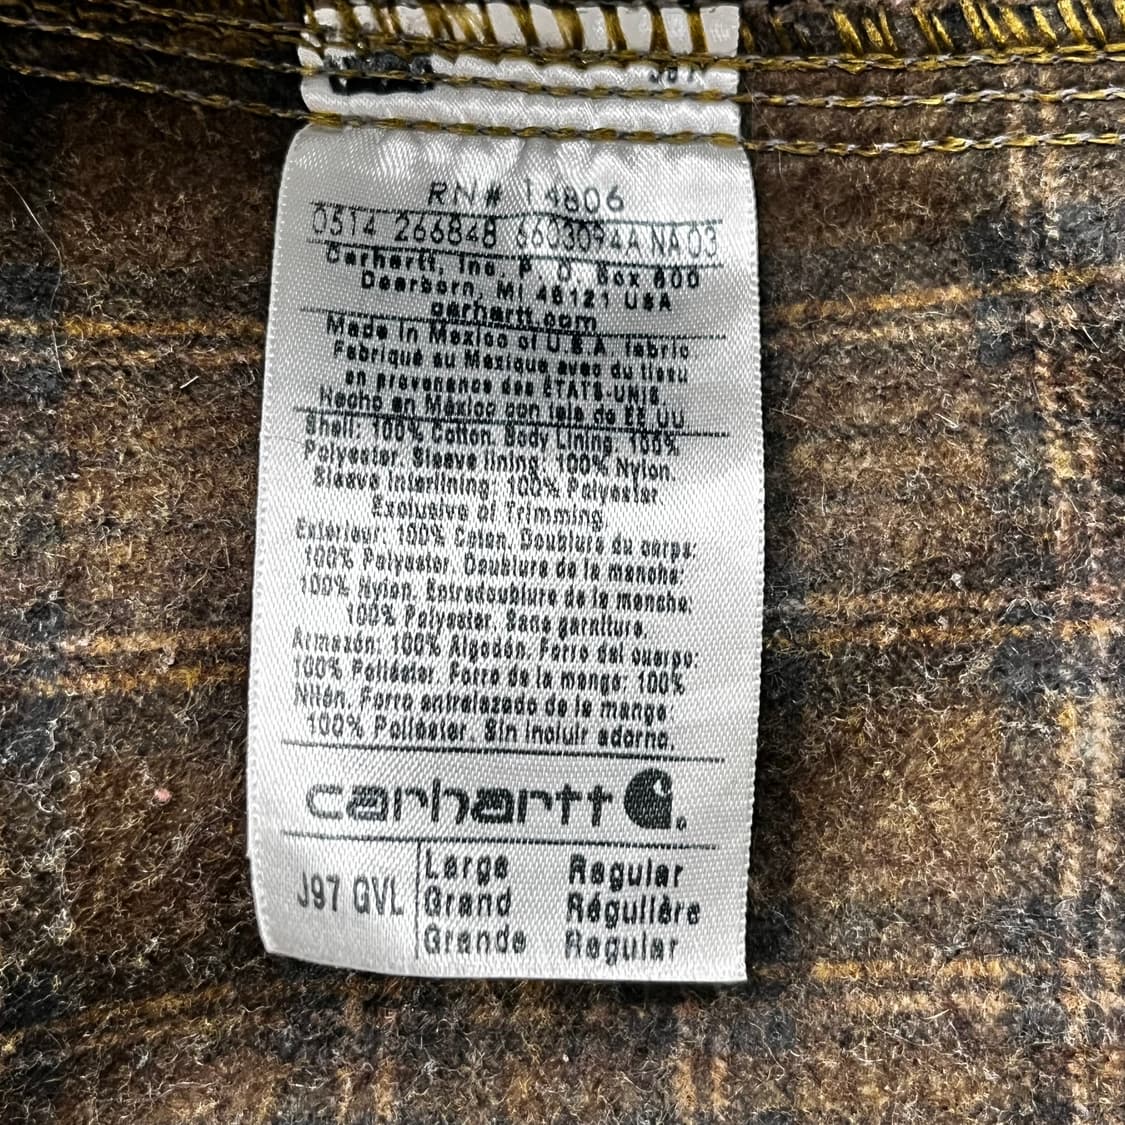 RN# 14806
0514 266848 6603094A NA 03
Carhartt, Inc. P.O. Box 600
Dearborn, MI 48121 USA
carhartt.com
Made in Mexico of U.S.A. fabric
Fabriqué au Mexique avec du tissu
en provenance des ÉTATS-UNIS.
Hecho en México con tela de EE.UU
Shell: 100% Cotton. Body Lining: 100%
Polyester. Sleeve lining: 100% Nylon.
Sleeve Interlining: 100% Polyester.
Exclusive of Trimming.
Extérieur: 100% Coton. Doublure du corps:
100% Polyester. Doublure de la manche:
100% Nylon. Entredoublure de la manche:
100% Polyester. Sans garniture.
Armazón: 100% Algodón. Forro del cuerpo:
100% Poliéster. Forro de la manga: 100%
Nilón. Forro entrelazado de la manga:
100% Poliéster. Sin incluir adorno.
carhartt
J97 GVL
Large Regular
Grand Régulière
Grande Regular